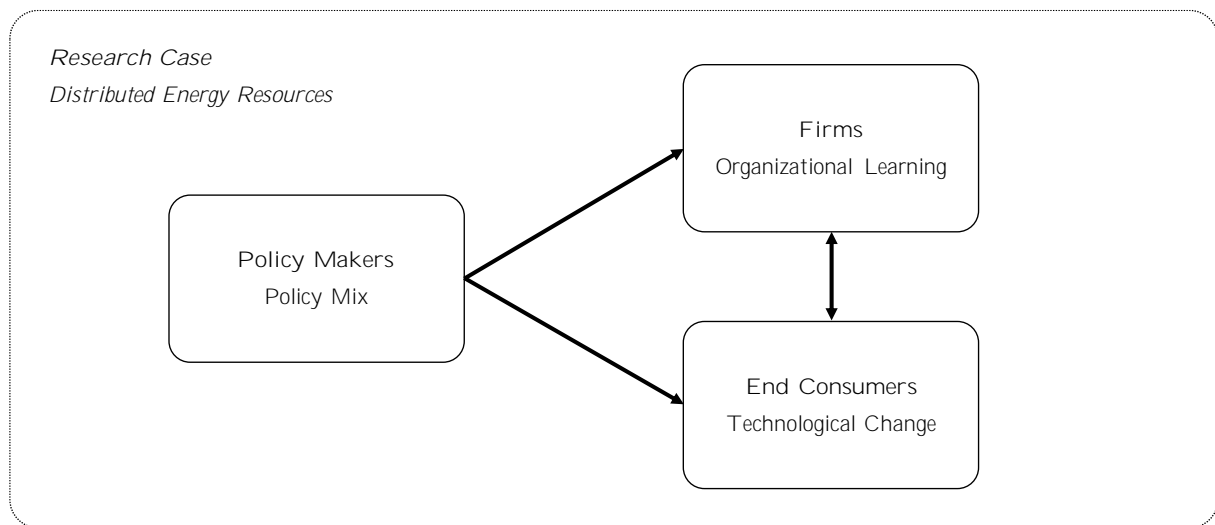 Research Case
Distributed Energy Resources
Firms
Organizational Learning
Policy Makers
Policy Mix
End Consumers
Technological Change